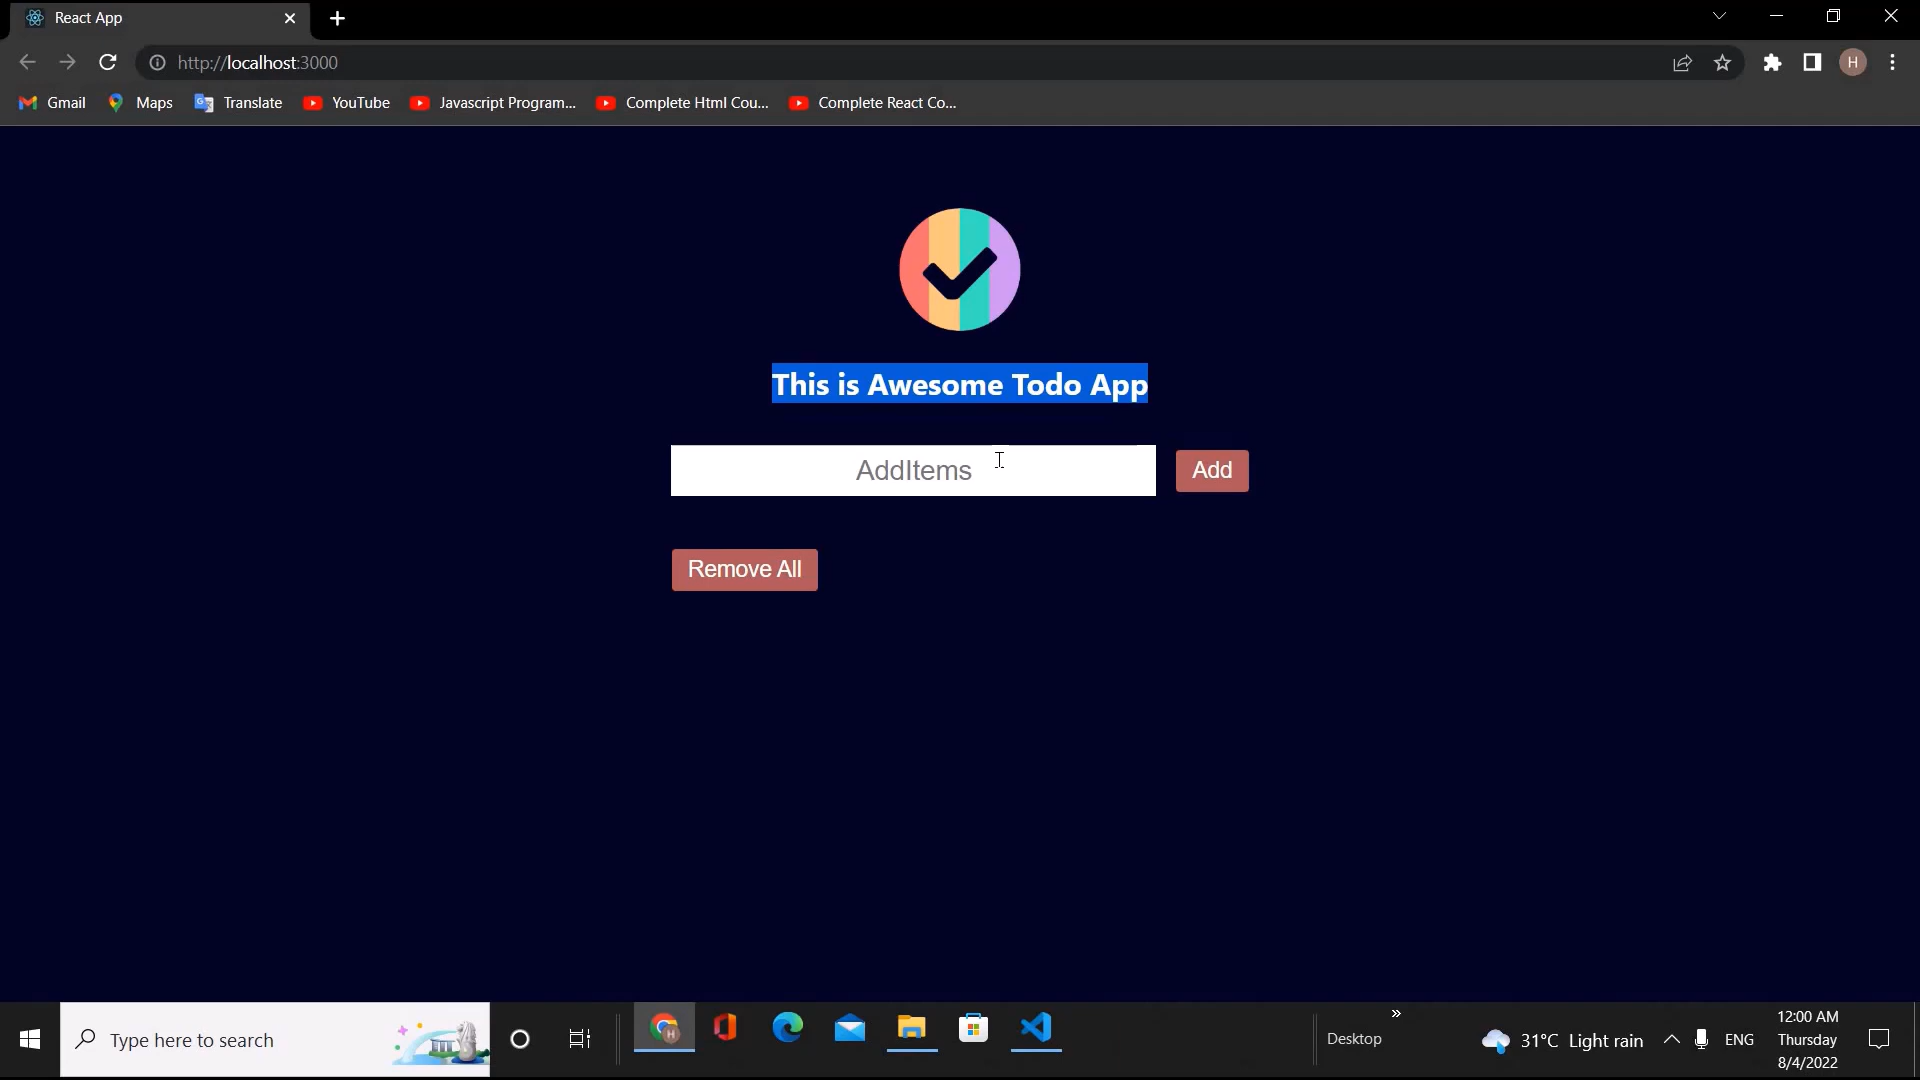 React App
http://localhost:3000
H
Gmail
Maps
Translate
YouTube
Javascript Program...
Complete Html Cou...
Complete React Co...
This is Awesome Todo App
AddItems
Add
Remove All
Type here to search
Desktop
31°C Light rain
ENG
12:00 AM
Thursday
8/4/2022